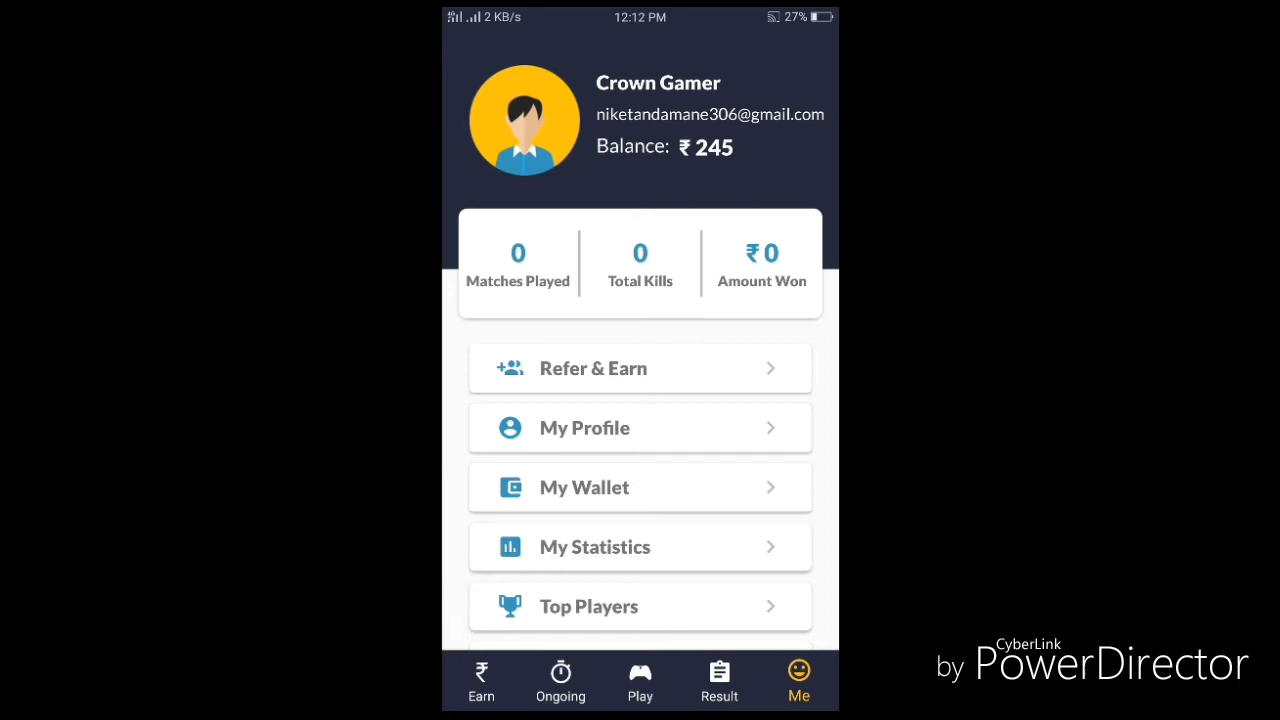 2 KB/s 12:12 PM 27%
Crown Gamer
niketandamane306@gmail.com
Balance: ₹ 245
0 0 ₹ 0
Matches Played Total Kills Amount Won
Refer & Earn
My Profile
My Wallet
My Statistics
Top Players
Earn Ongoing Play Result Me
CyberLink
by PowerDirector